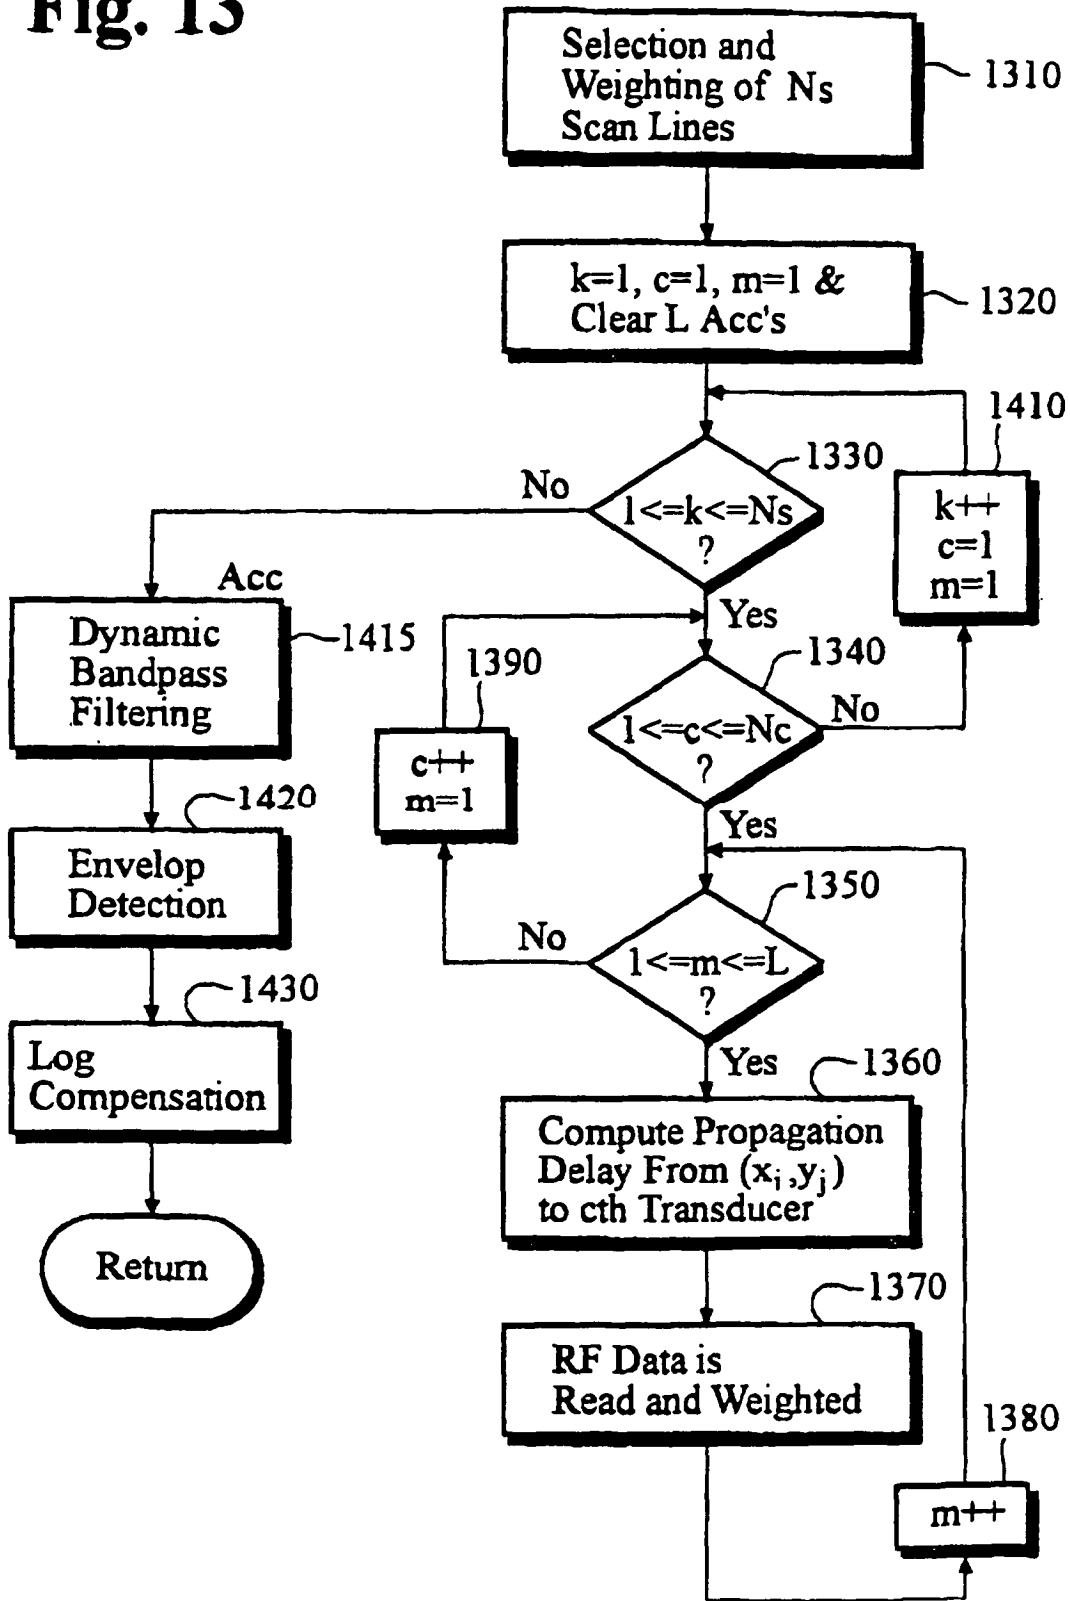 Fig. 13
Selection and
Weighting of Ns
Scan Lines
1310
k=1, c=1, m=1 &
Clear L Acc's
1320
1410
k++
c=1
m=1
1330
No
1<=k<=Ns
?
Yes
Acc
Dynamic
Bandpass
Filtering
1415
1390
c++
m=1
1340
1<=c<=Nc
?
No
Yes
1420
Envelop
Detection
1350
No
1<=m<=L
?
Yes
1430
Log
Compensation
1360
Compute Propagation
Delay From (xi,yj)
to cth Transducer
Return
1370
RF Data is
Read and Weighted
1380
m++